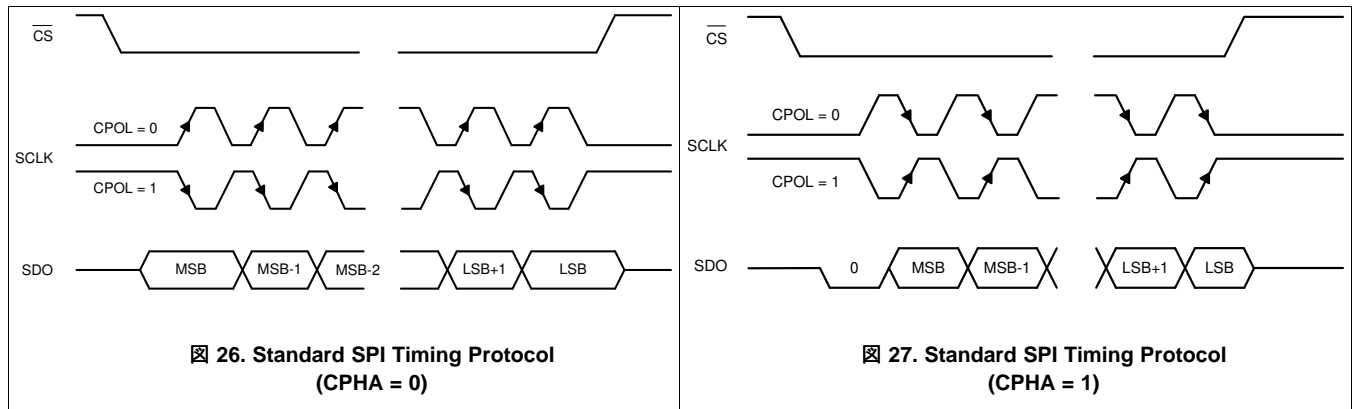 CS
CPOL = 0
SCLK
CPOL = 1
SDO
MSB
MSB-1
MSB-2
LSB+1
LSB
図 26. Standard SPI Timing Protocol
(CPHA = 0)
CS
CPOL = 0
SCLK
CPOL = 1
SDO
0
MSB
MSB-1
LSB+1
LSB
図 27. Standard SPI Timing Protocol
(CPHA = 1)